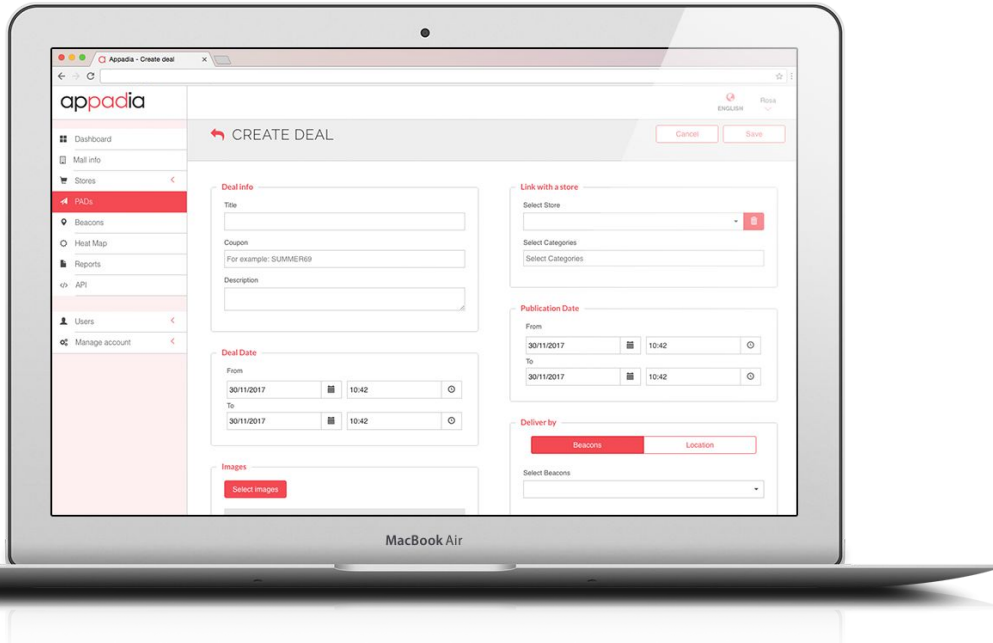 Appadia - Create deal
appadia
ENGLISH
Rosa
Dashboard
Mall info
Stores
PADs
Beacons
Heat Map
Reports
API
Users
Manage account
CREATE DEAL
Cancel
Save
Deal info
Title
Coupon
For example: SUMMER69
Description
Deal Date
From
30/11/2017 10:42
To
30/11/2017 10:42
Images
Select images
Link with a store
Select Store
Select Categories
Select Categories
Publication Date
From
30/11/2017 10:42
To
30/11/2017 10:42
Deliver by
Beacons
Location
Select Beacons
MacBook Air